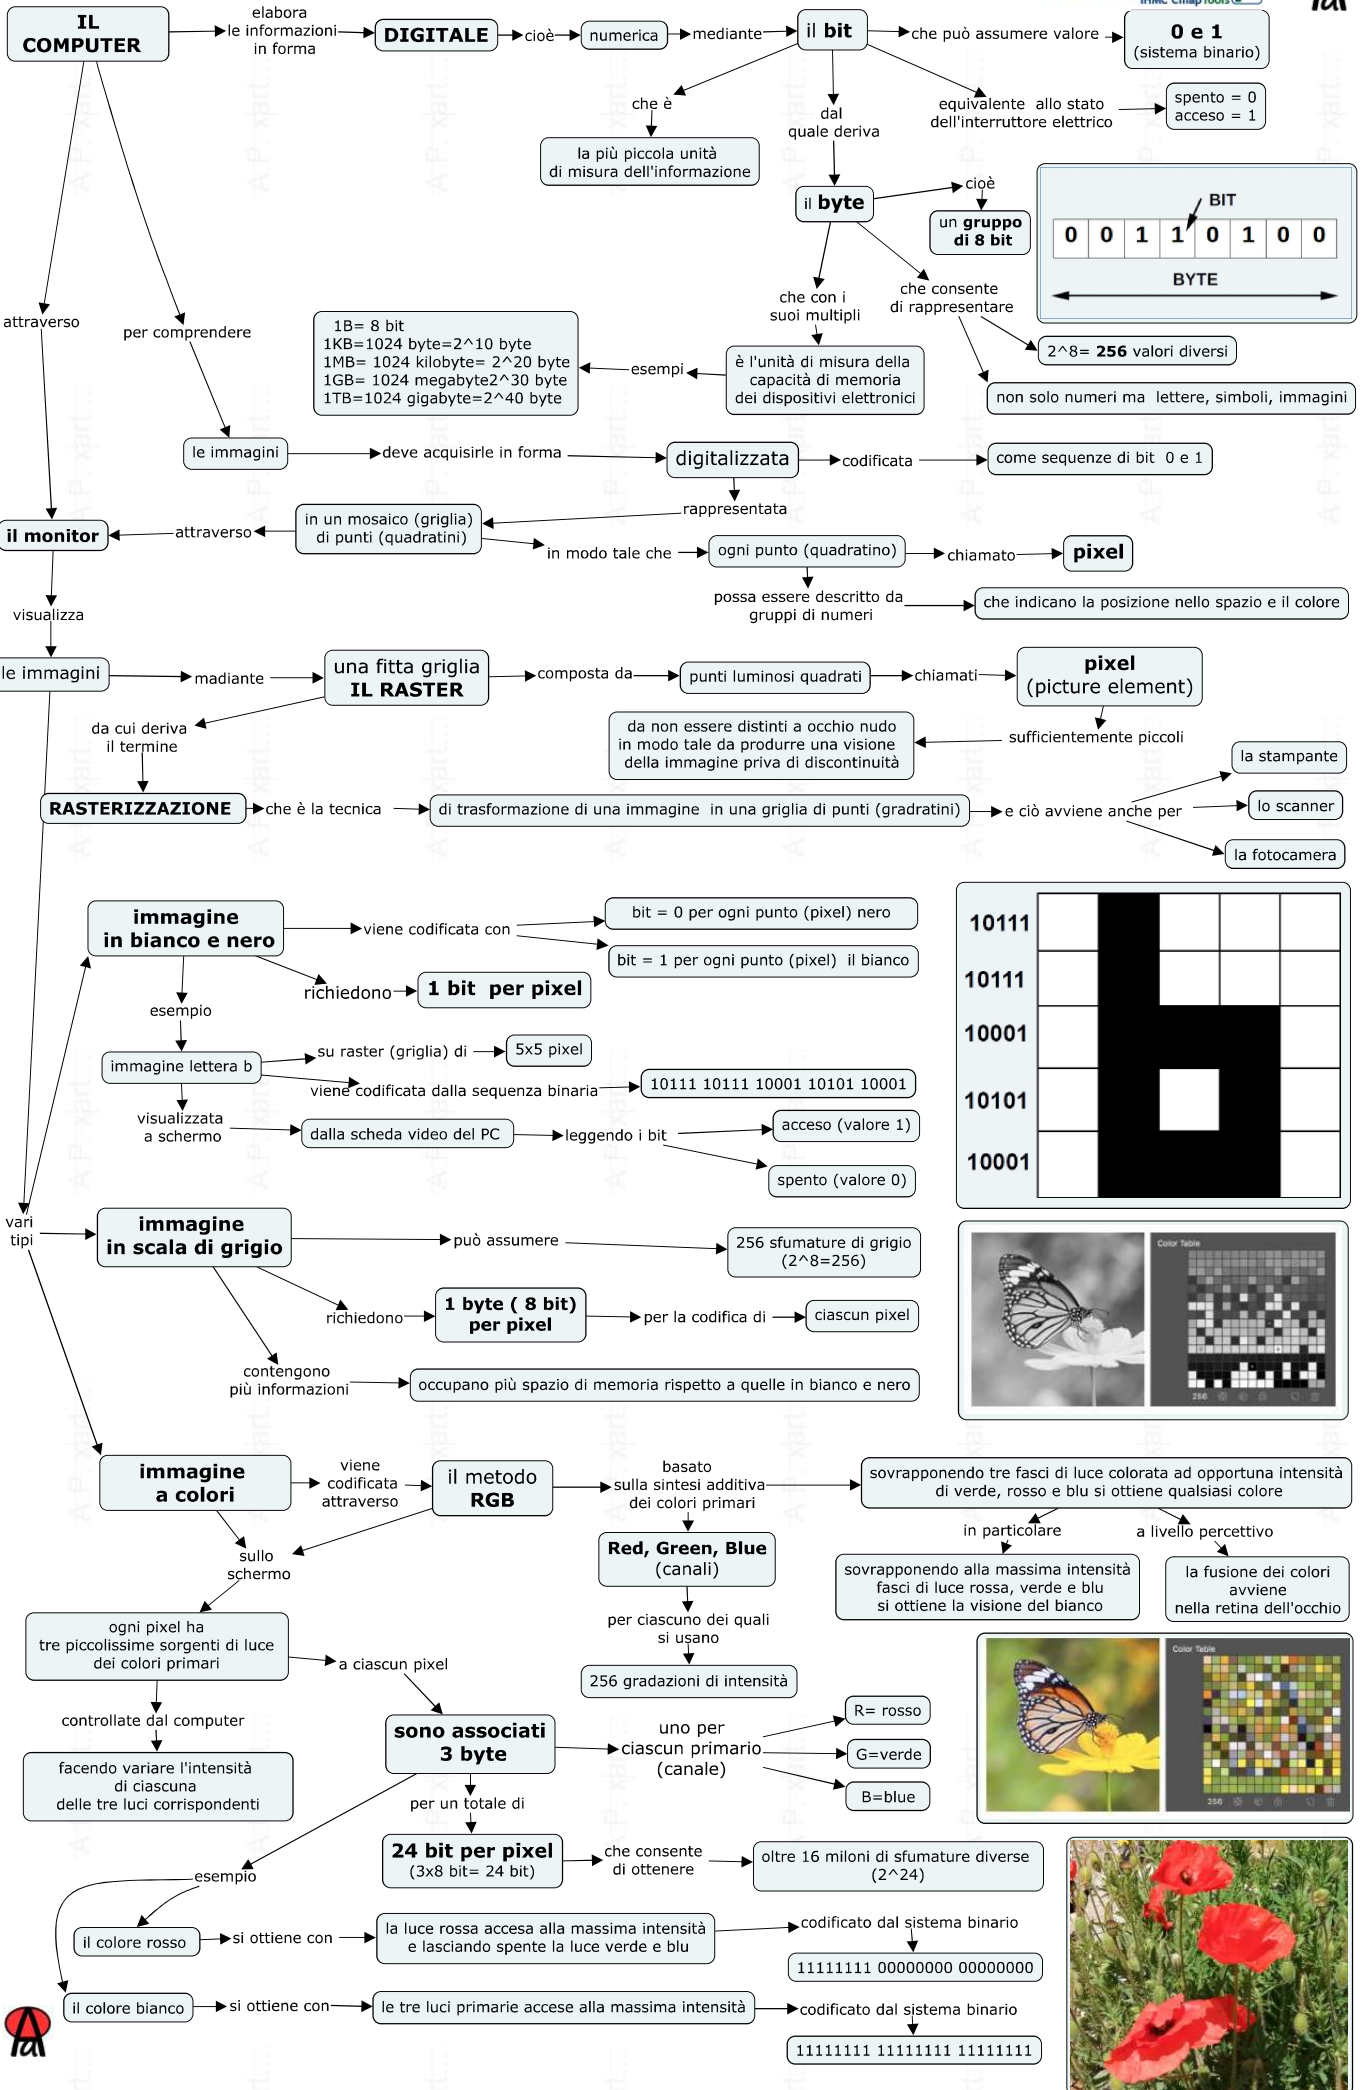 IL
COMPUTER
elabora
le informazioni
in forma
DIGITALE
cioè
numerica
mediante
il bit
che può assumere valore
0 e 1
(sistema binario)
IHMC CmapTools
che è
la più piccola unità
di misura dell'informazione
dal
quale deriva
equivalente allo stato
dell'interruttore elettrico
spento = 0
acceso = 1
il byte
cioè
un gruppo
di 8 bit
BIT
0 0 1 1 0 1 0 0
BYTE
attraverso
per comprendere
che con i
suoi multipli
che consente
di rappresentare
2^8= 256 valori diversi
non solo numeri ma lettere, simboli, immagini
1B= 8 bit
1KB=1024 byte=2^10 byte
1MB= 1024 kilobyte= 2^20 byte
1GB= 1024 megabyte2^30 byte
1TB=1024 gigabyte=2^40 byte
esempi
è l'unità di misura della
capacità di memoria
dei dispositivi elettronici
le immagini
deve acquisirle in forma
digitalizzata
codificata
come sequenze di bit 0 e 1
rappresentata
il monitor
attraverso
in un mosaico (griglia)
di punti (quadratini)
in modo tale che
ogni punto (quadratino)
chiamato
pixel
possa essere descritto da
gruppi di numeri
che indicano la posizione nello spazio e il colore
visualizza
le immagini
madiante
una fitta griglia
IL RASTER
composta da
punti luminosi quadrati
chiamati
pixel
(picture element)
da cui deriva
il termine
sufficientemente piccoli
da non essere distinti a occhio nudo
in modo tale da produrre una visione
della immagine priva di discontinuità
RASTERIZZAZIONE
che è la tecnica
di trasformazione di una immagine in una griglia di punti (gradratini)
e ciò avviene anche per
la stampante
lo scanner
la fotocamera
immagine
in bianco e nero
viene codificata con
bit = 0 per ogni punto (pixel) nero
bit = 1 per ogni punto (pixel) il bianco
richiedono
1 bit per pixel
esempio
immagine lettera b
su raster (griglia) di
5x5 pixel
viene codificata dalla sequenza binaria
10111 10111 10001 10101 10001
visualizzata
a schermo
dalla scheda video del PC
leggendo i bit
acceso (valore 1)
spento (valore 0)
10111
10111
10001
10101
10001
vari
tipi
immagine
in scala di grigio
può assumere
256 sfumature di grigio
(2^8=256)
richiedono
1 byte ( 8 bit)
per pixel
per la codifica di
ciascun pixel
contengono
più informazioni
occupano più spazio di memoria rispetto a quelle in bianco e nero
Color Table
256
immagine
a colori
viene
codificata
attraverso
il metodo
RGB
basato
sulla sintesi additiva
dei colori primari
sovrapponendo tre fasci di luce colorata ad opportuna intensità
di verde, rosso e blu si ottiene qualsiasi colore
in particolare
a livello percettivo
sovrapponendo alla massima intensità
fasci di luce rossa, verde e blu
si ottiene la visione del bianco
la fusione dei colori
avviene
nella retina dell'occhio
Red, Green, Blue
(canali)
per ciascuno dei quali
si usano
256 gradazioni di intensità
sullo
schermo
ogni pixel ha
tre piccolissime sorgenti di luce
dei colori primari
controllate dal computer
facendo variare l'intensità
di ciascuna
delle tre luci corrispondenti
a ciascun pixel
sono associati
3 byte
uno per
ciascun primario
(canale)
R= rosso
G=verde
B=blue
Color Table
256
per un totale di
24 bit per pixel
(3x8 bit= 24 bit)
che consente
di ottenere
oltre 16 miloni di sfumature diverse
(2^24)
esempio
il colore rosso
si ottiene con
la luce rossa accesa alla massima intensità
e lasciando spente la luce verde e blu
codificato dal sistema binario
11111111 00000000 00000000
il colore bianco
si ottiene con
le tre luci primarie accese alla massima intensità
codificato dal sistema binario
11111111 11111111 11111111